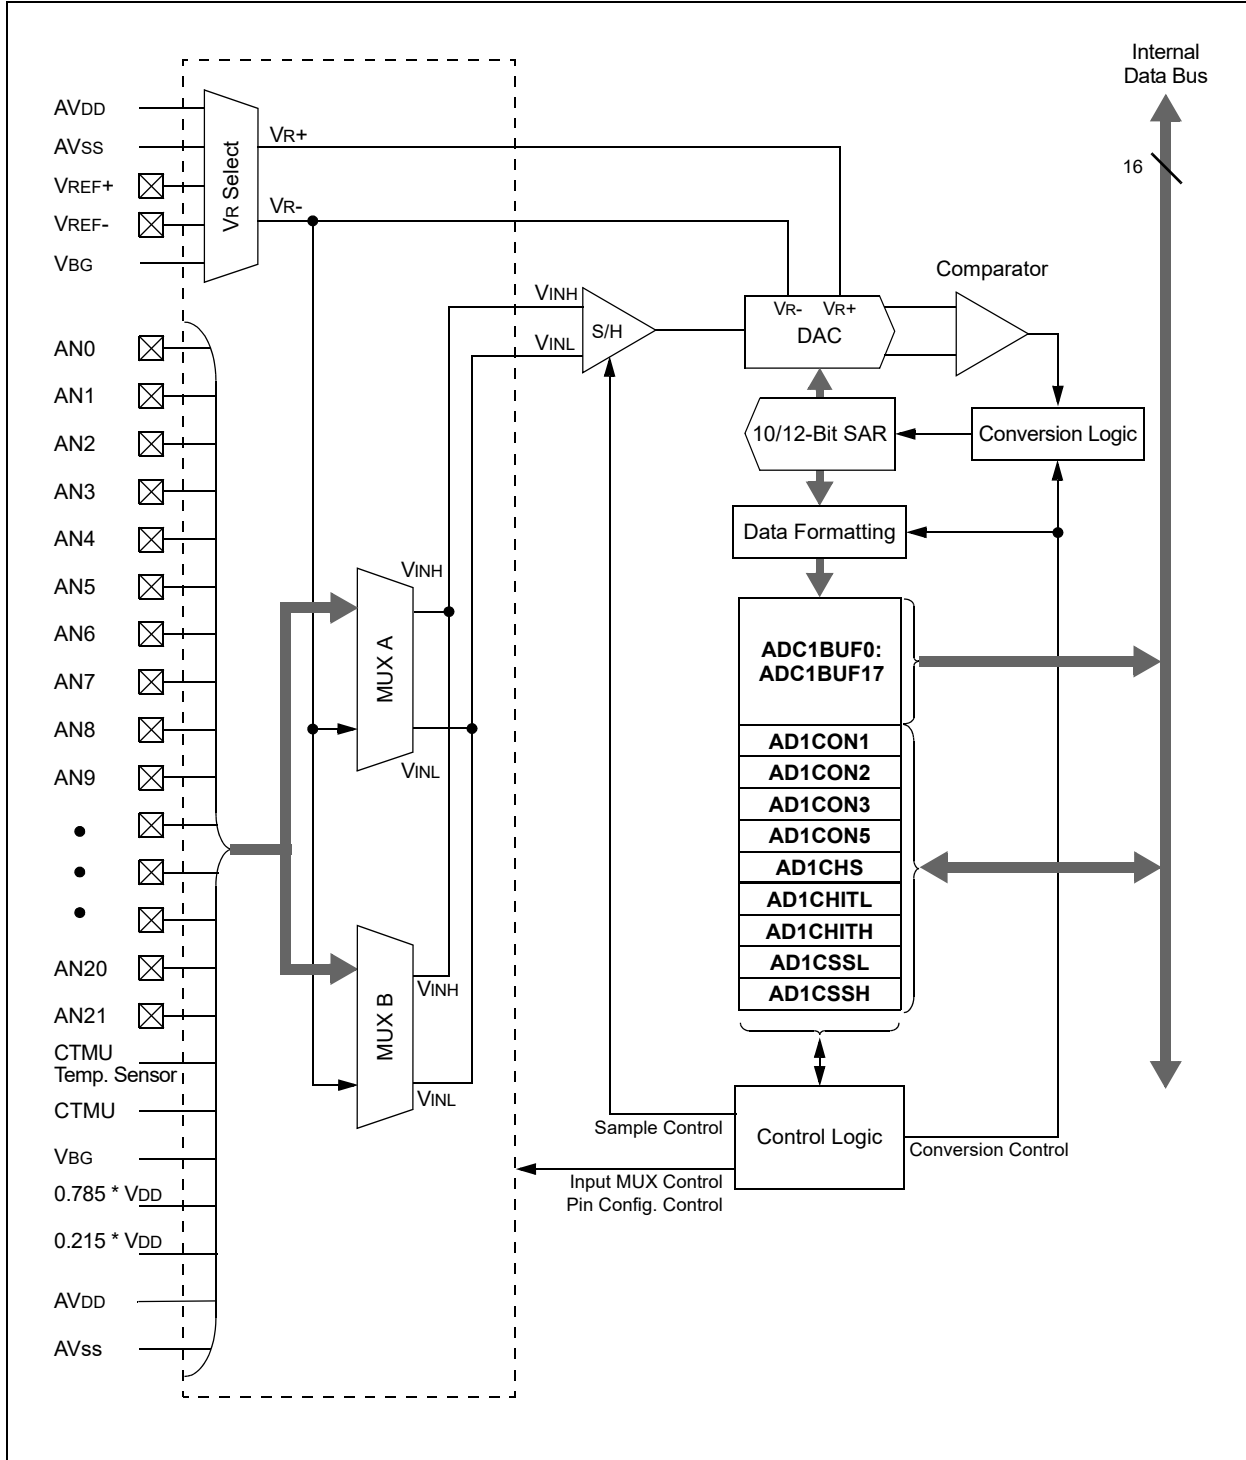 Internal
Data Bus
16
AVDD
AVSS
VREF+
VREF-
VBG
VR Select
VR+
VR-
AN0
AN1
AN2
AN3
AN4
AN5
AN6
AN7
AN8
AN9
AN20
AN21
CTMU
Temp. Sensor
CTMU
VBG
0.785 * VDD
0.215 * VDD
AVDD
AVss
VINH
MUX A
VINL
MUX B
VINH
VINL
VINH
VINL
S/H
VR- VR+
DAC
Comparator
10/12-Bit SAR
Conversion Logic
Data Formatting
ADC1BUF0:
ADC1BUF17
AD1CON1
AD1CON2
AD1CON3
AD1CON5
AD1CHS
AD1CHITL
AD1CHITH
AD1CSSL
AD1CSSH
Control Logic
Sample Control
Conversion Control
Input MUX Control
Pin Config. Control